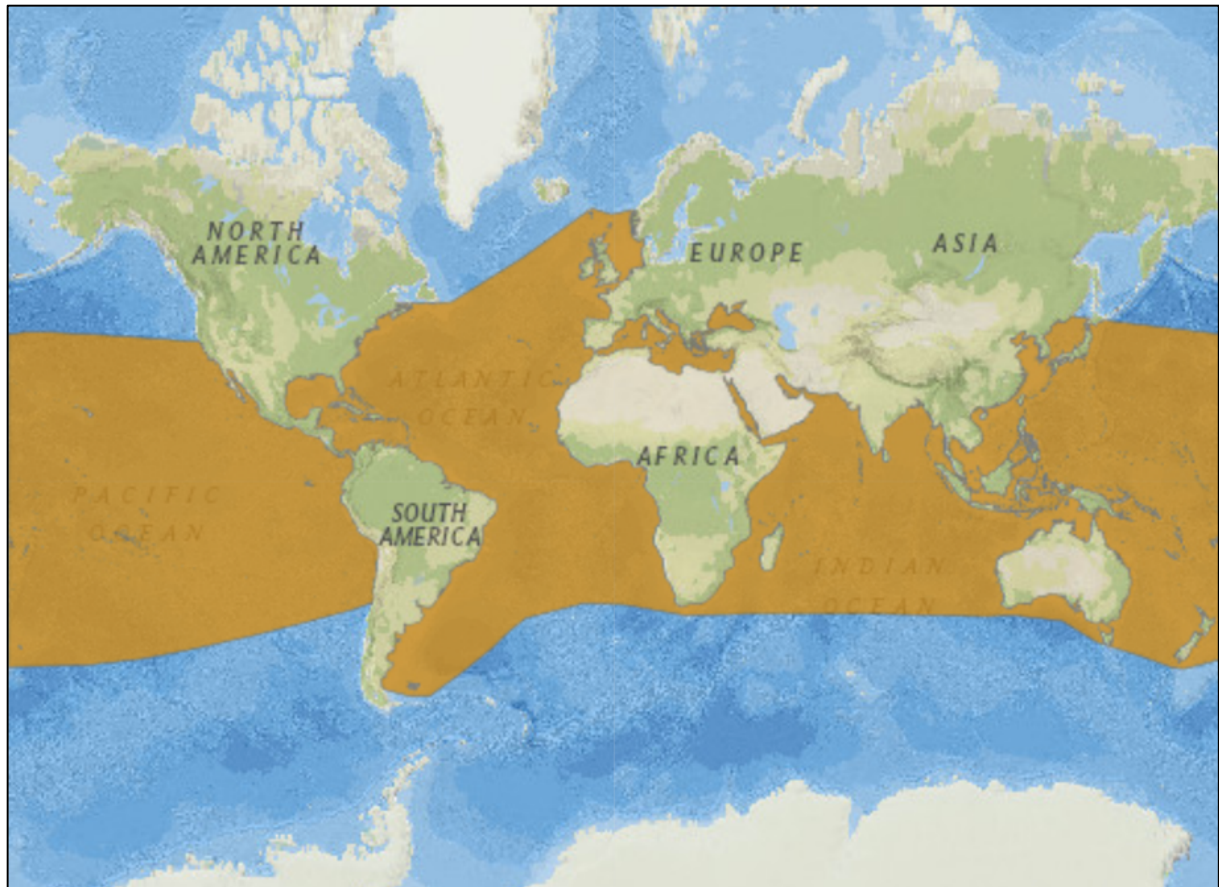 NORTH
AMERICA
EUROPE
ASIA
ATLANTIC
OCEAN
AFRICA
PACIFIC
OCEAN
SOUTH
AMERICA
INDIAN
OCEAN